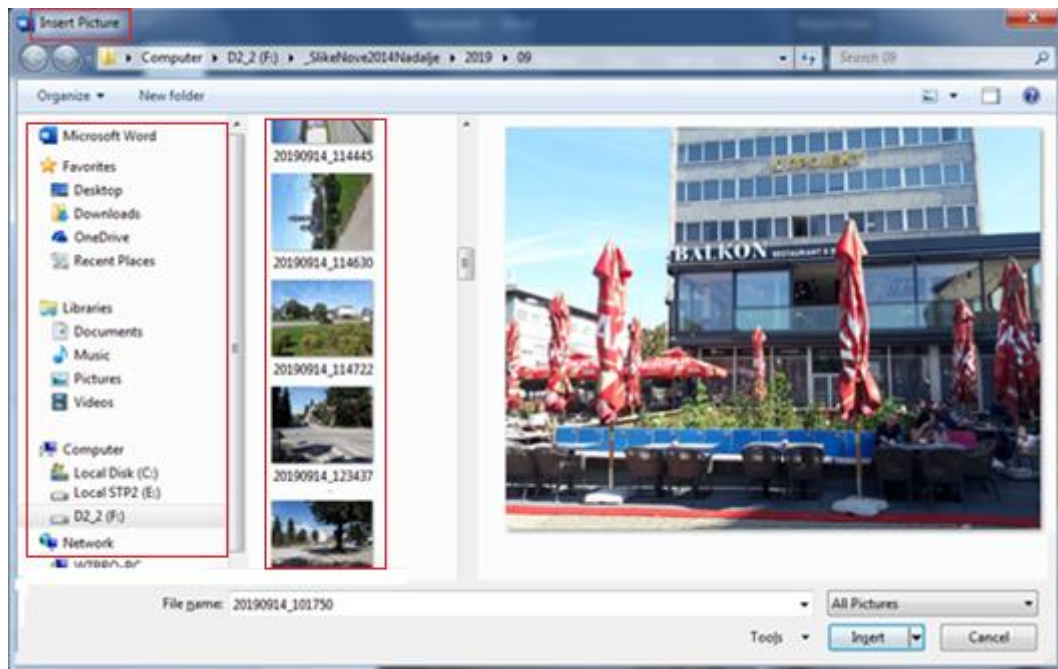 Insert Picture
Computer ▸ D2_2 (F:) ▸ _SlikeNove2014Nadalje ▸ 2019 ▸ 09
Search 09
Organize
New folder
Microsoft Word
Favorites
Desktop
Downloads
OneDrive
Recent Places
Libraries
Documents
Music
Pictures
Videos
Computer
Local Disk (C:)
Local STP2 (E:)
D2_2 (F:)
Network
20190914_114445
20190914_114630
20190914_114722
20190914_123437
BALKON RESTAURANT &
File name: 20190914_101750
All Pictures
Tools
Insert
Cancel